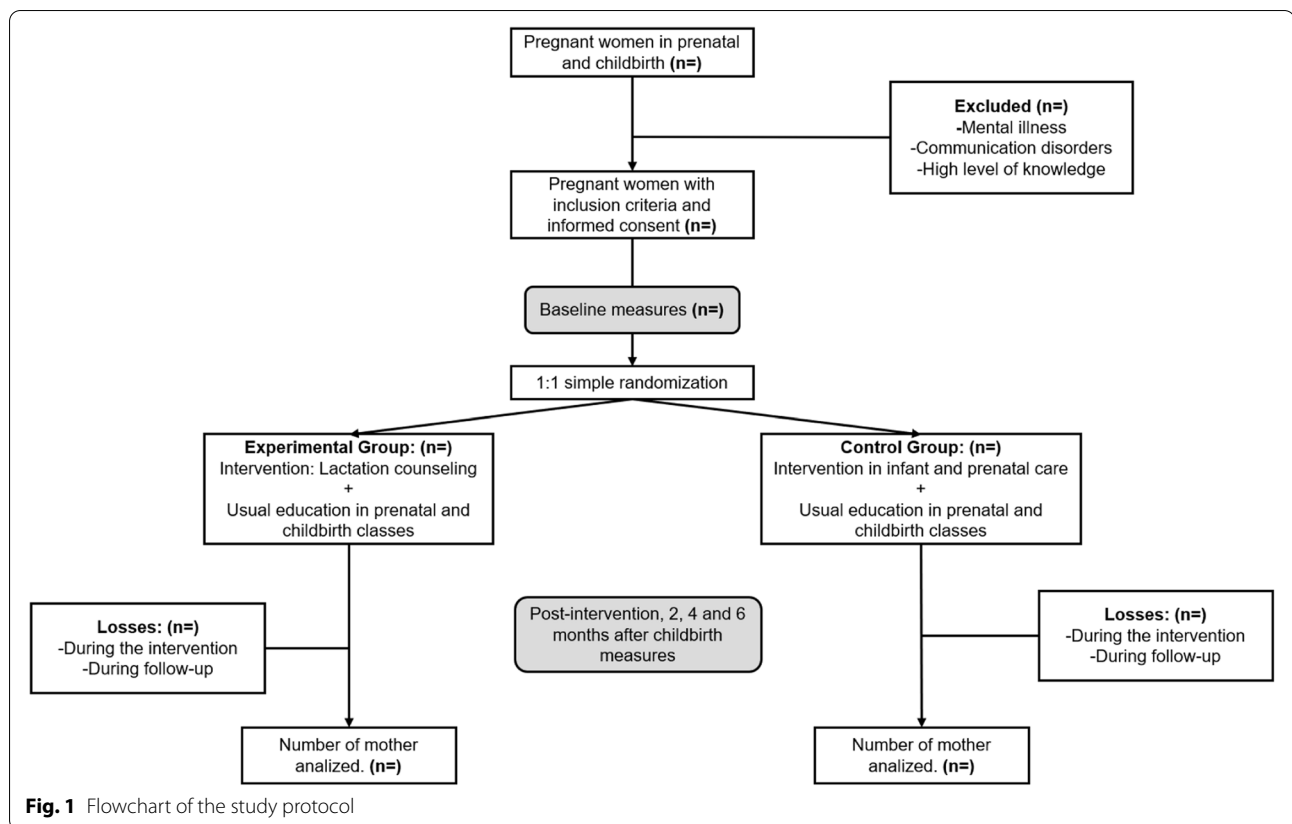 Pregnant women in prenatal
and childbirth (n=)
Excluded (n=)
-Mental illness
-Communication disorders
-High level of knowledge
Pregnant women with
inclusion criteria and
informed consent (n=)
Baseline measures (n=)
1:1 simple randomization
Experimental Group: (n=)
Intervention: Lactation counseling
+
Usual education in prenatal and
childbirth classes
Control Group: (n=)
Intervention in infant and prenatal care
+
Usual education in prenatal and
childbirth classes
Losses: (n=)
-During the intervention
-During follow-up
Post-intervention, 2, 4 and 6
months after childbirth
measures
Losses: (n=)
-During the intervention
-During follow-up
Number of mother
analized. (n=)
Number of mother
analized. (n=)
Fig. 1 Flowchart of the study protocol